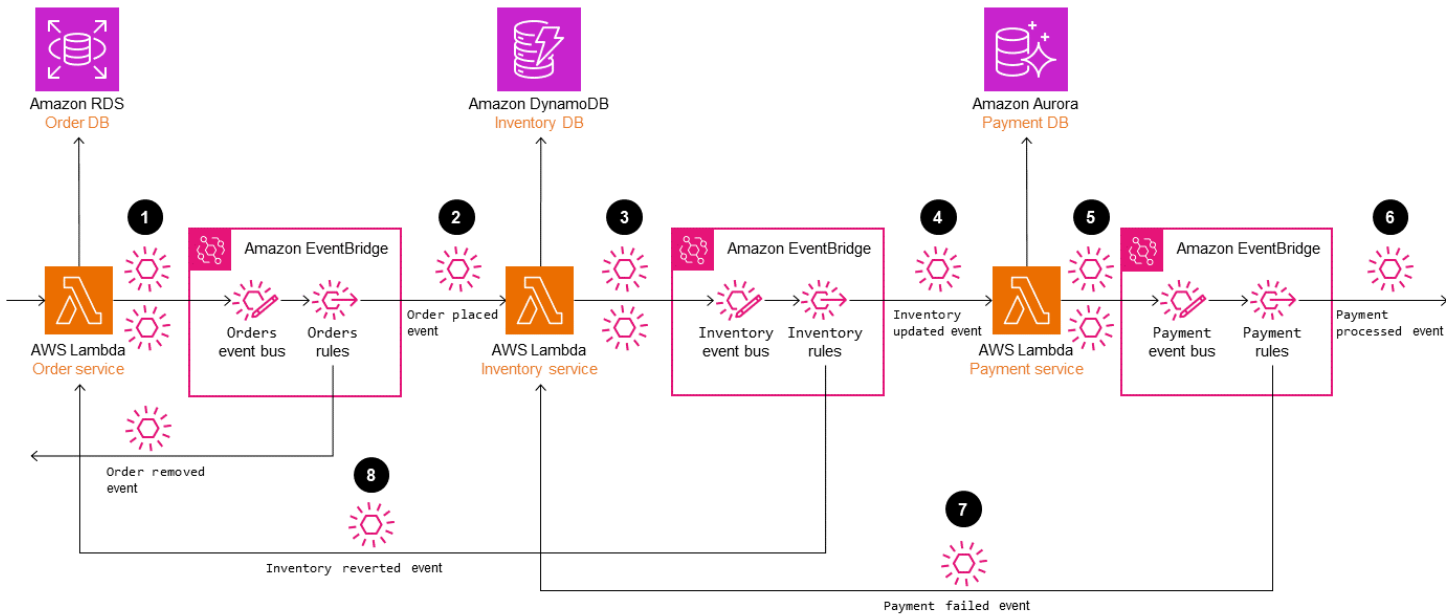 Amazon RDS
Order DB
Amazon DynamoDB
Inventory DB
Amazon Aurora
Payment DB
1
2
3
4
5
6
Amazon EventBridge
Amazon EventBridge
Amazon EventBridge
AWS Lambda
Order service
Orders
event bus
Orders
rules
Order placed
event
AWS Lambda
Inventory service
Inventory
event bus
Inventory
rules
Inventory
updated event
AWS Lambda
Payment service
Payment
event bus
Payment
rules
Payment
processed event
Order removed
event
8
Inventory reverted event
7
Payment failed event